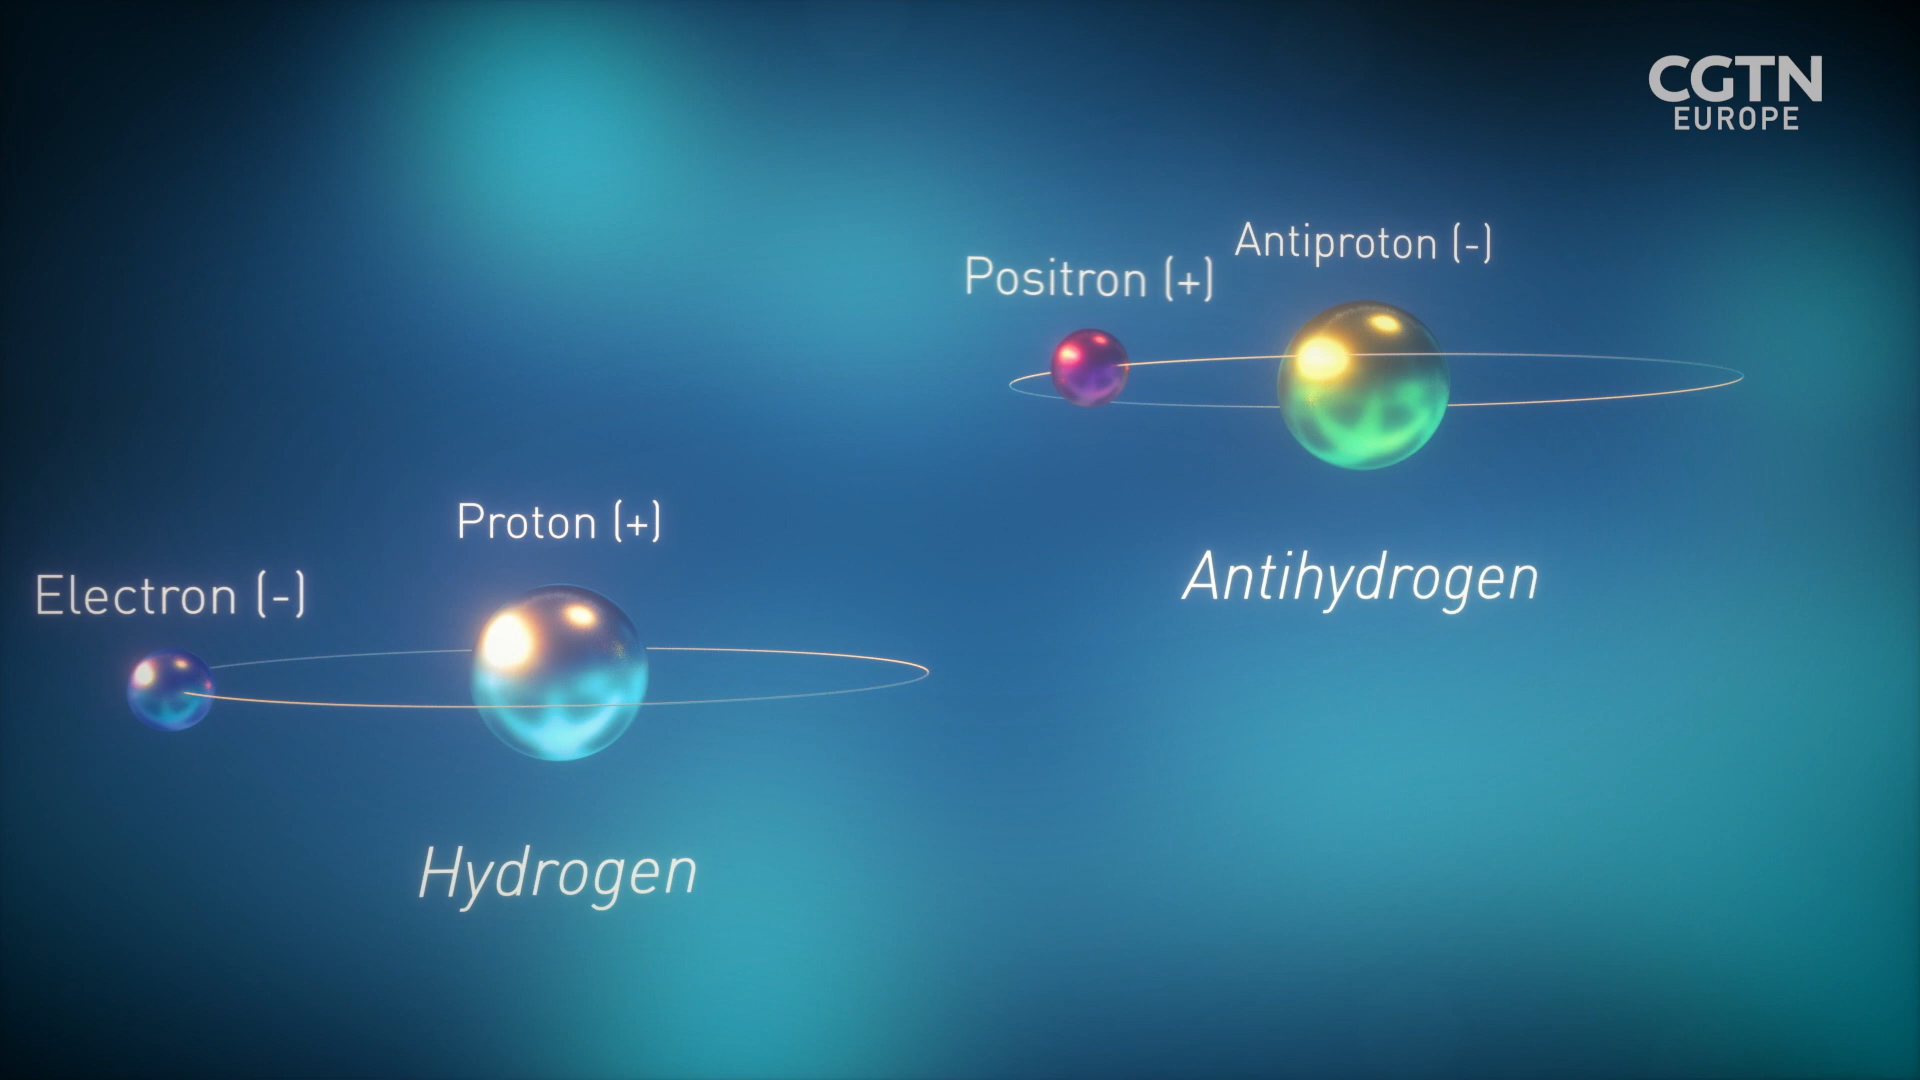 CGTN
EUROPE
Positron (+)
Antiproton (-)
Antihydrogen
Electron (-)
Proton (+)
Hydrogen